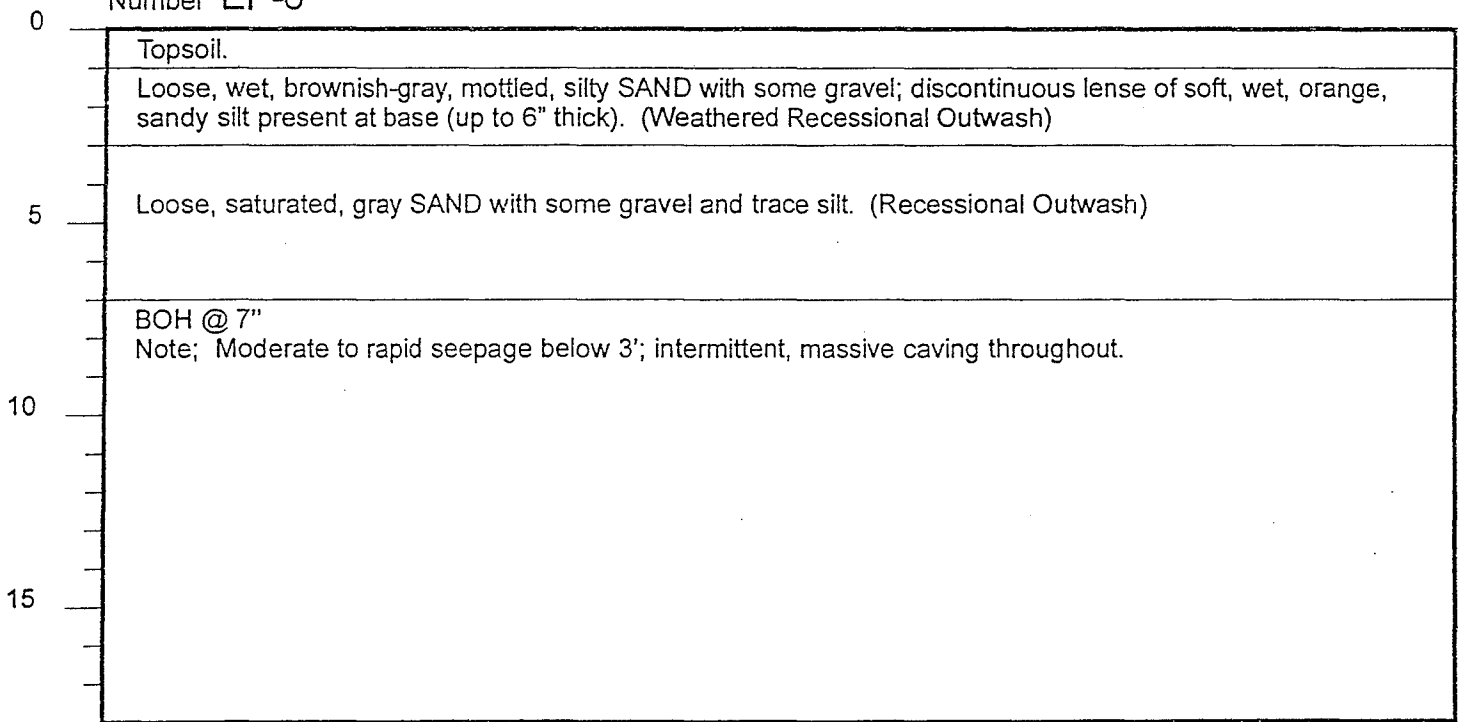 Number EP-
0
Topsoil.
Loose, wet, brownish-gray, mottled, silty SAND with some gravel; discontinuous lense of soft, wet, orange,
sandy silt present at base (up to 6" thick). (Weathered Recessional Outwash)
5
Loose, saturated, gray SAND with some gravel and trace silt. (Recessional Outwash)
BOH @ 7"
Note; Moderate to rapid seepage below 3'; intermittent, massive caving throughout.
10
15